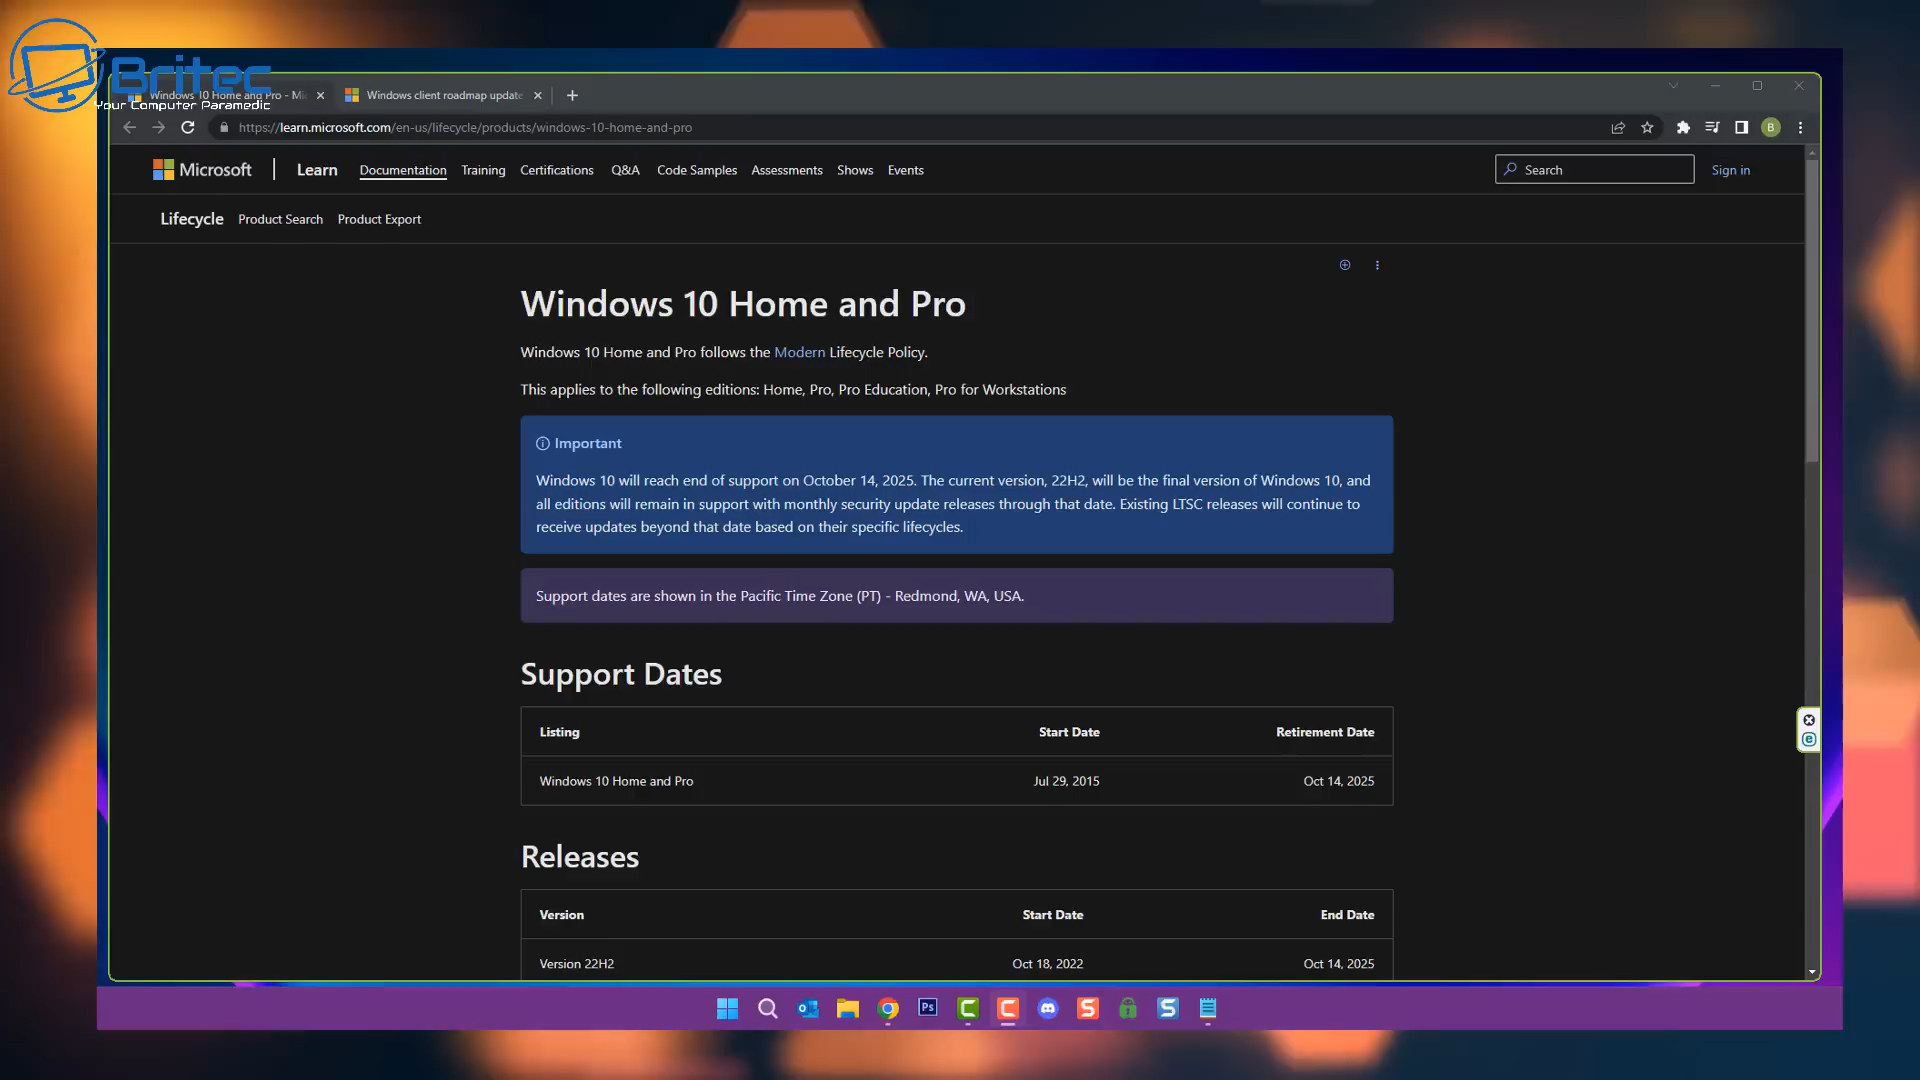 Britec
Your Computer Paramedic
Windows 10 Home and Pro - Mi
Windows client roadmap update
https://learn.microsoft.com/en-us/lifecycle/products/windows-10-home-and-pro
B
Microsoft Learn Documentation Training Certifications Q&A Code Samples Assessments Shows Events Search Sign in
Lifecycle Product Search Product Export
Windows 10 Home and Pro
Windows 10 Home and Pro follows the Modern Lifecycle Policy.
This applies to the following editions: Home, Pro, Pro Education, Pro for Workstations
Important
Windows 10 will reach end of support on October 14, 2025. The current version, 22H2, will be the final version of Windows 10, and
all editions will remain in support with monthly security update releases through that date. Existing LTSC releases will continue to
receive updates beyond that date based on their specific lifecycles.
Support dates are shown in the Pacific Time Zone (PT) - Redmond, WA, USA.
Support Dates
Listing Start Date Retirement Date
Windows 10 Home and Pro Jul 29, 2015 Oct 14, 2025
Releases
Version Start Date End Date
Version 22H2 Oct 18, 2022 Oct 14, 2025
Ps